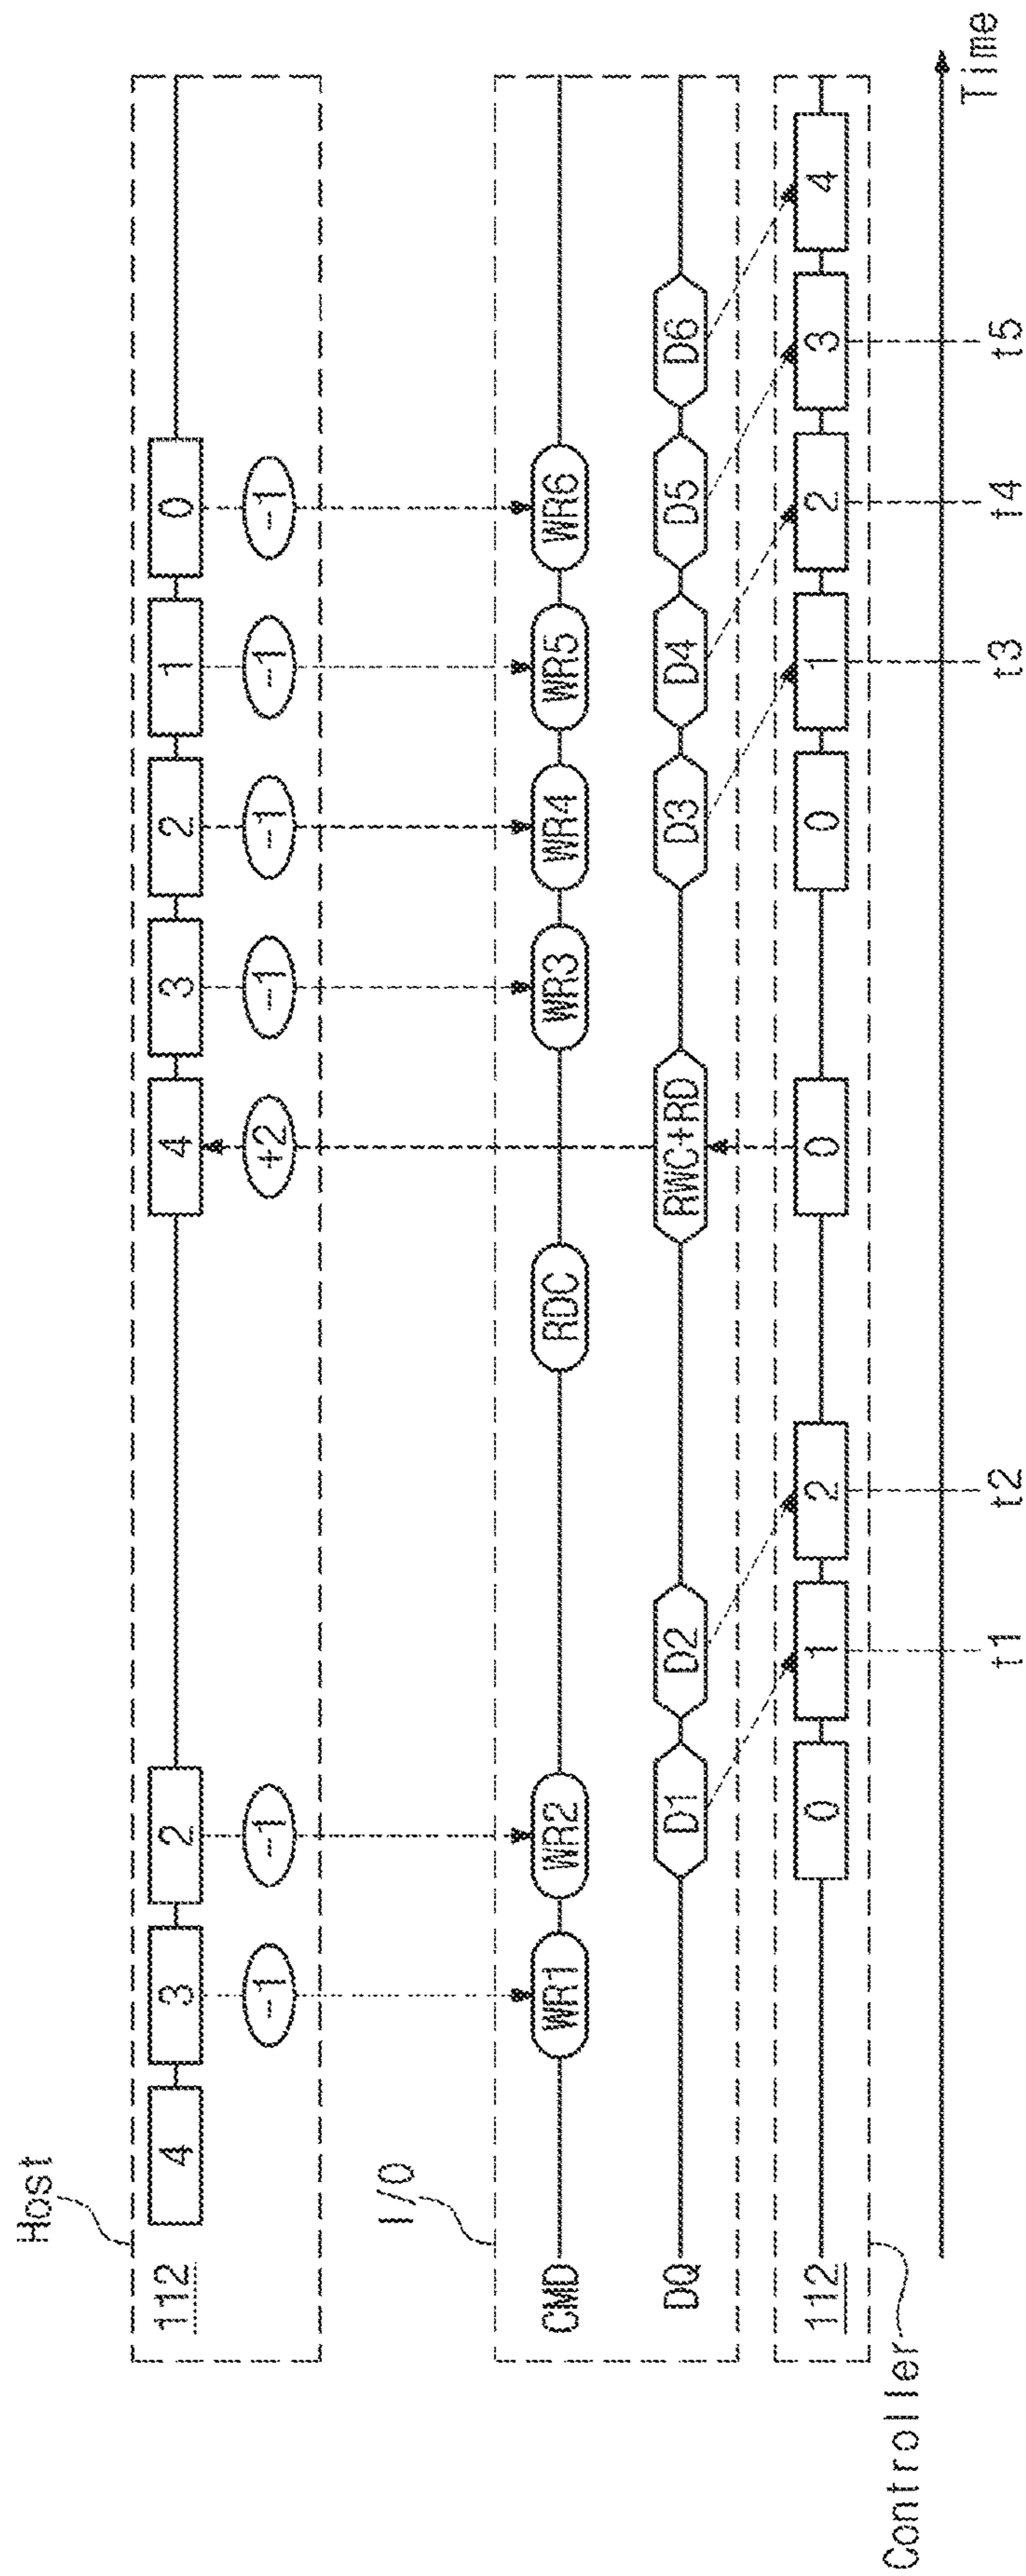 Host
112
4 3 2 4 3 2 1 0
-1 -1 +2 -1 -1 -1 -1
I/O
CMD WR1 WR2 RDC WR3 WR4 WR5 WR6
DQ D1 D2 RWC+RD D3 D4 D5 D6
112 0 1 2 0 0 1 2 3 4
Controller
Time
t1 t2 t3 t4 t5